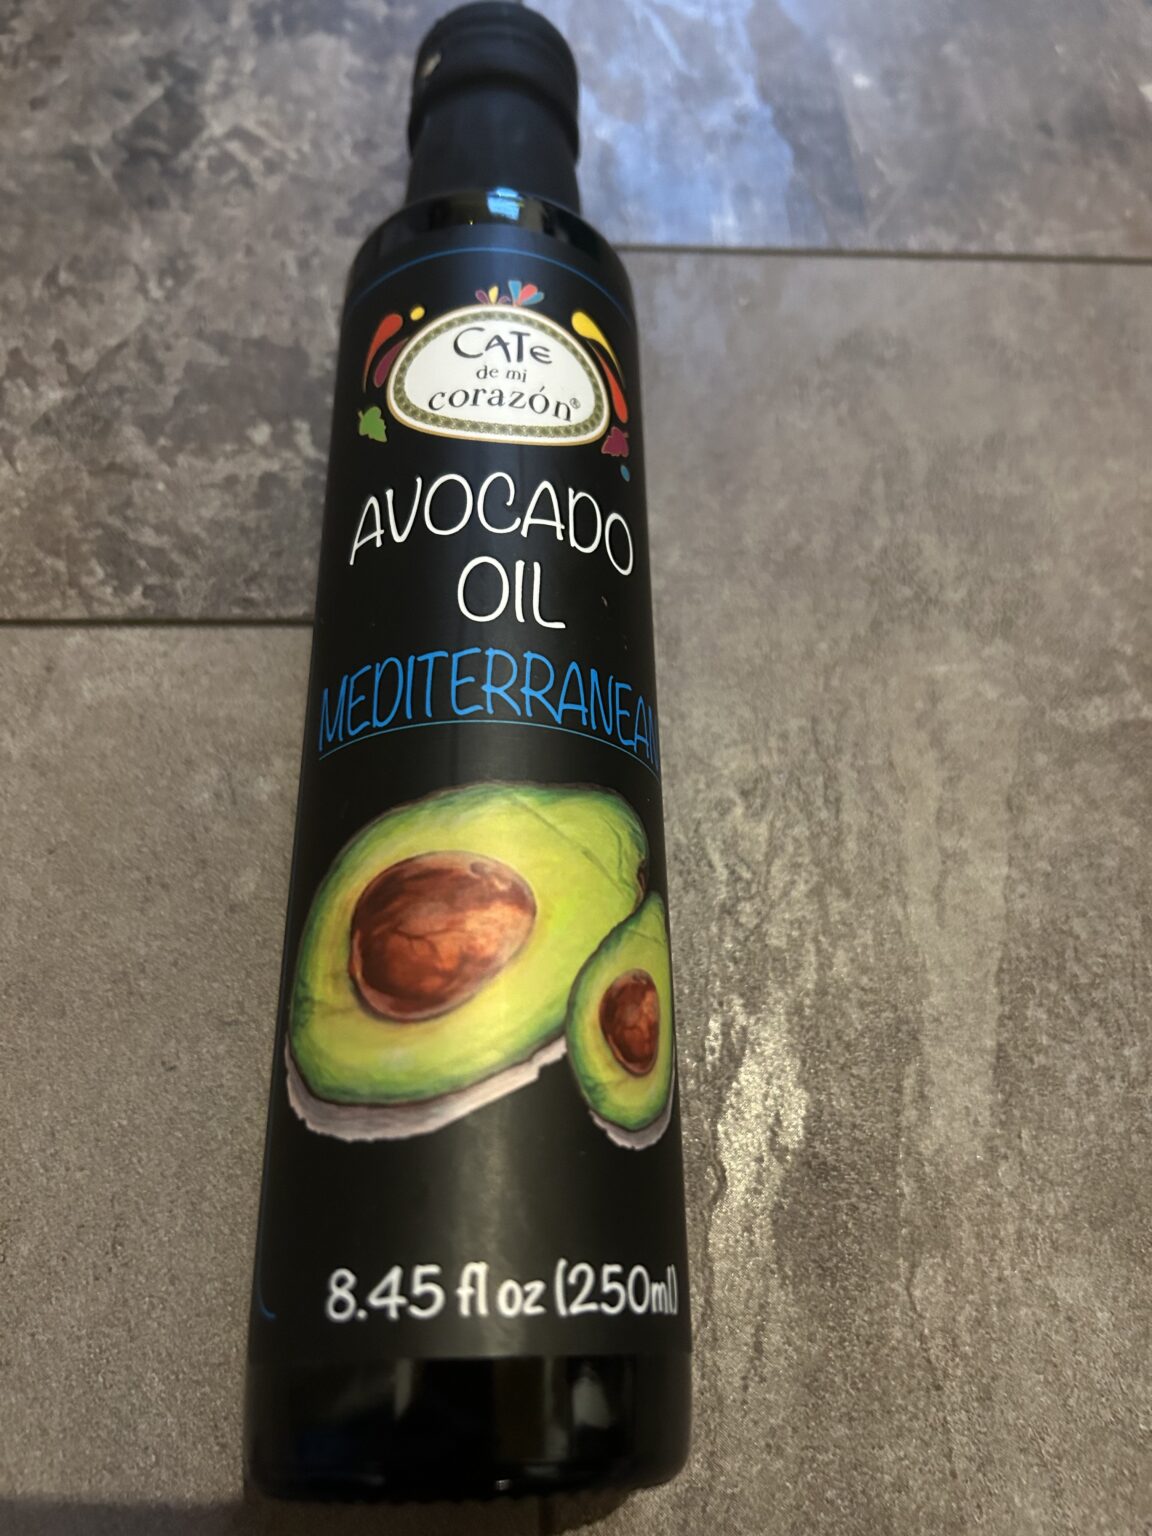 CATe
de mi
corazón®
AVOCADO
OIL
MEDITERRANEAN
8.45 fl oz (250ml)